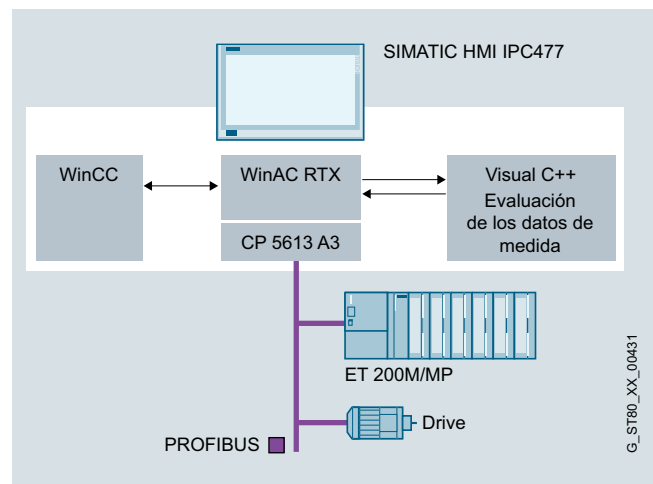 SIMATIC HMI IPC477
WinCC
WinAC RTX
CP 5613 A3
Visual C++
Evaluación
de los datos de
medida
ET 200M/MP
Drive
PROFIBUS
G_ST80_XX_00431